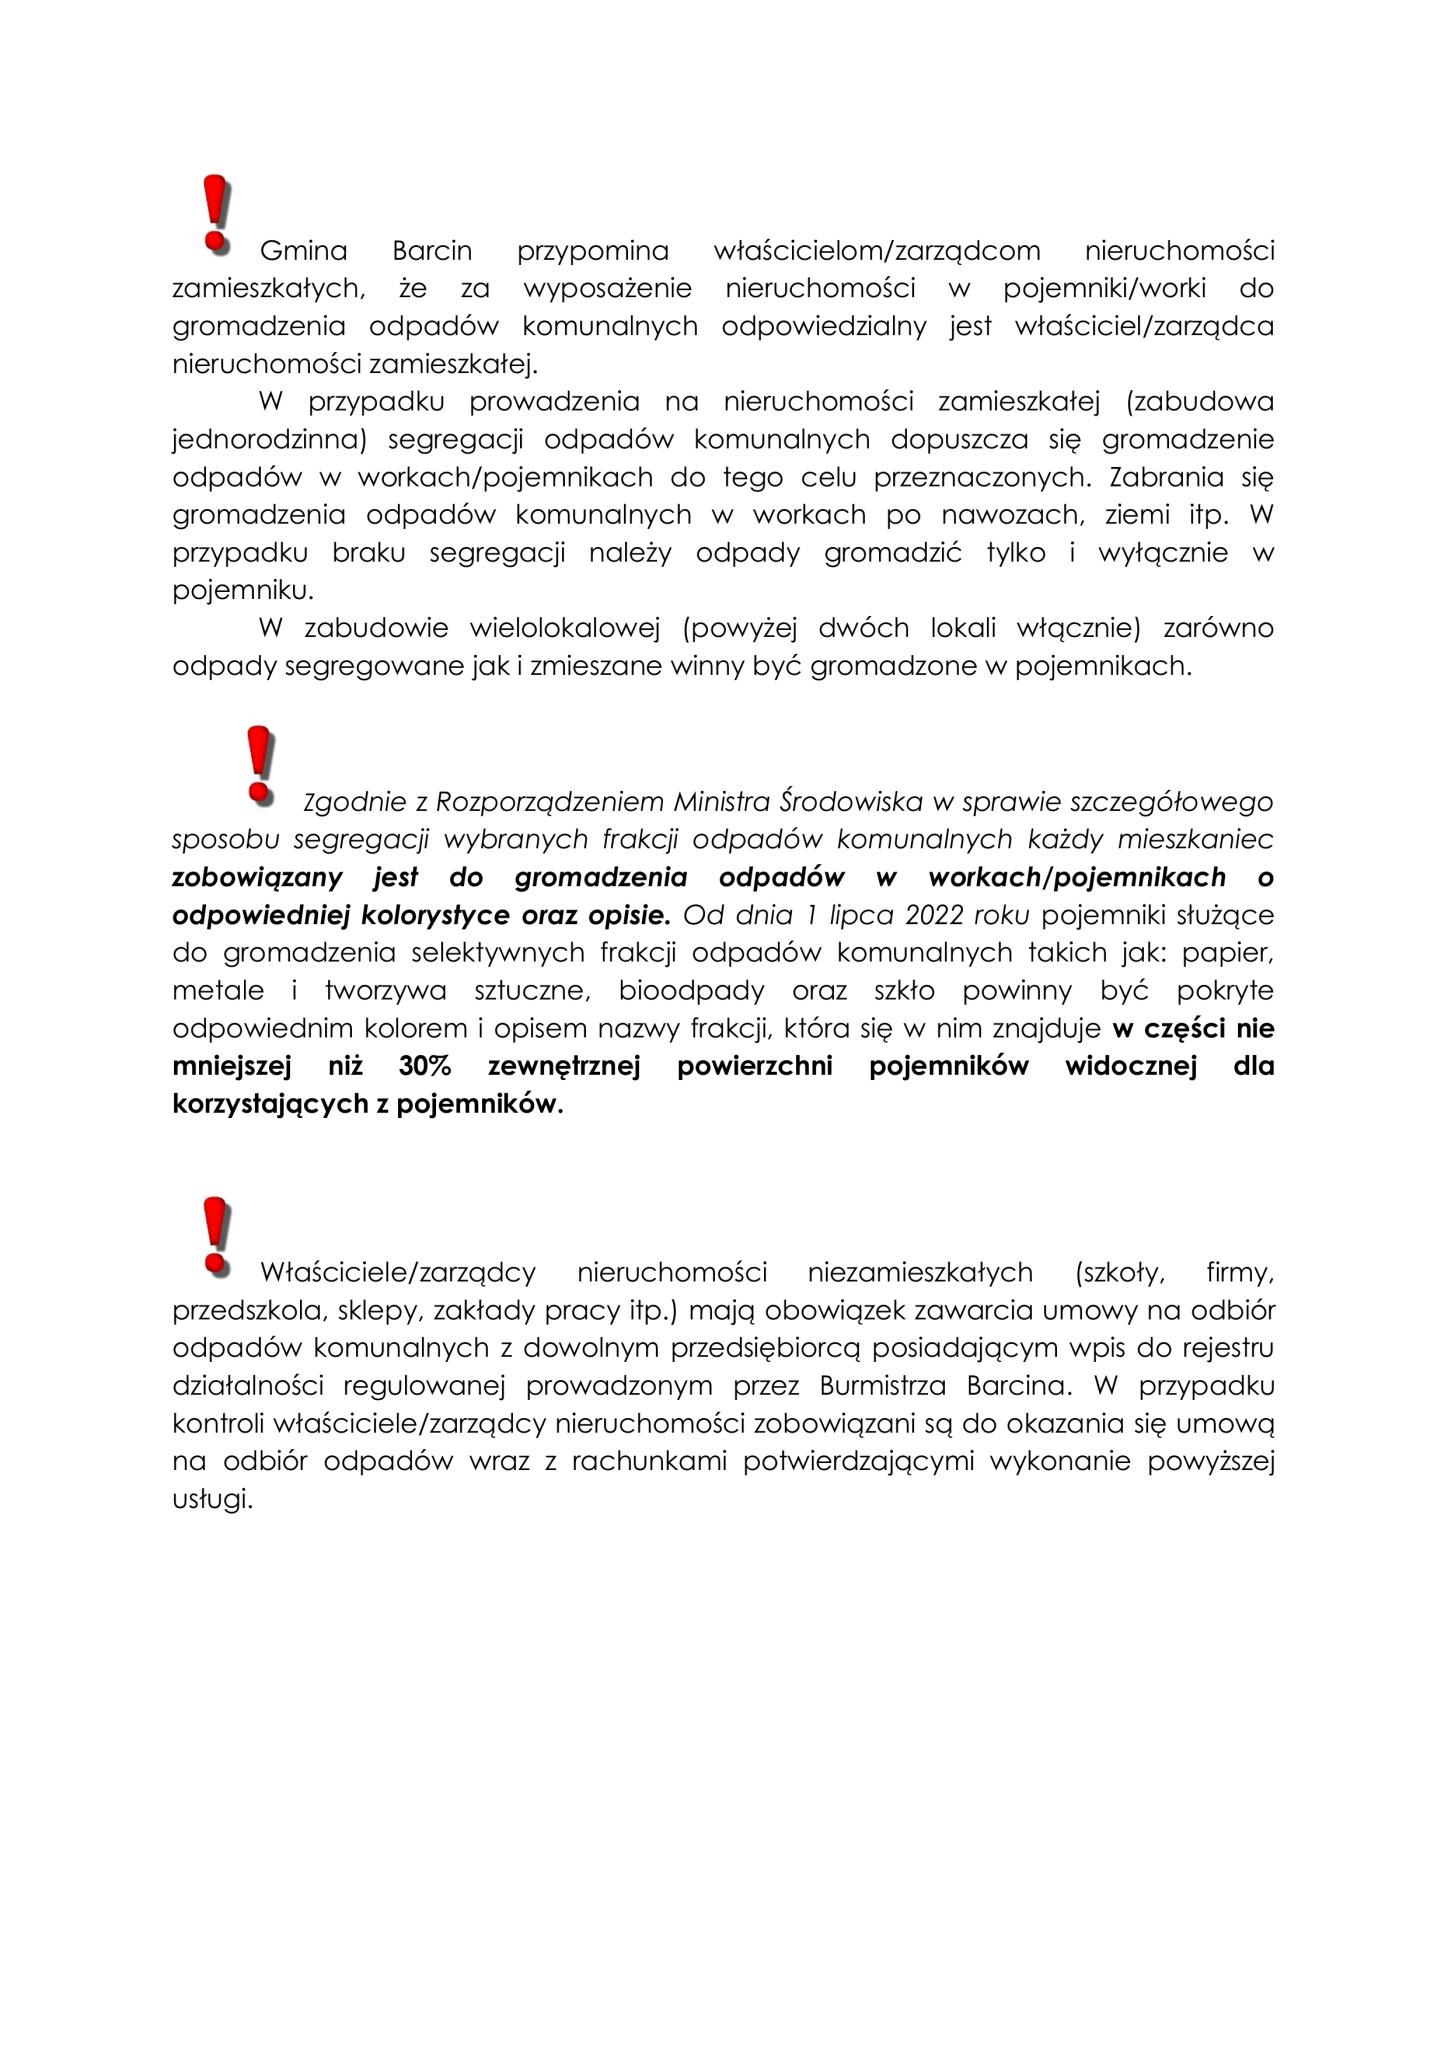 Gmina Barcin przypomina właścicielom/zarządcom nieruchomości
zamieszkałych, że za wyposażenie nieruchomości w pojemniki/worki do
gromadzenia odpadów komunalnych odpowiedzialny jest właściciel/zarządca
nieruchomości zamieszkałej.
W przypadku prowadzenia na nieruchomości zamieszkałej (zabudowa
jednorodzinna) segregacji odpadów komunalnych dopuszcza się gromadzenie
odpadów w workach/pojemnikach do tego celu przeznaczonych. Zabrania się
gromadzenia odpadów komunalnych w workach po nawozach, ziemi itp. W
przypadku braku segregacji należy odpady gromadzić tylko i wyłącznie w
pojemniku.
W zabudowie wielolokalowej (powyżej dwóch lokali włącznie) zarówno
odpady segregowane jak i zmieszane winny być gromadzone w pojemnikach.
Zgodnie z Rozporządzeniem Ministra Środowiska w sprawie szczegółowego
sposobu segregacji wybranych frakcji odpadów komunalnych każdy mieszkaniec
zobowiązany jest do gromadzenia odpadów w workach/pojemnikach o
odpowiedniej kolorystyce oraz opisie. Od dnia 1 lipca 2022 roku pojemniki służące
do gromadzenia selektywnych frakcji odpadów komunalnych takich jak: papier,
metale i tworzywa sztuczne, bioodpady oraz szkło powinny być pokryte
odpowiednim kolorem i opisem nazwy frakcji, która się w nim znajduje w części nie
mniejszej niż 30% zewnętrznej powierzchni pojemników widocznej dla
korzystających z pojemników.
Właściciele/zarządcy nieruchomości niezamieszkałych (szkoły, firmy,
przedszkola, sklepy, zakłady pracy itp.) mają obowiązek zawarcia umowy na odbiór
odpadów komunalnych z dowolnym przedsiębiorcą posiadającym wpis do rejestru
działalności regulowanej prowadzonym przez Burmistrza Barcina. W przypadku
kontroli właściciele/zarządcy nieruchomości zobowiązani są do okazania się umową
na odbiór odpadów wraz z rachunkami potwierdzającymi wykonanie powyższej
usługi.